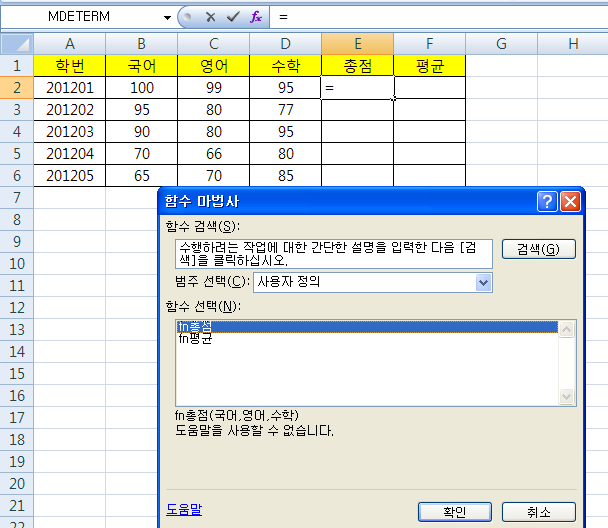 MDETERM fx =
A B C D E F G H
1 학번 국어 영어 수학 총점 평균
2 201201 100 99 95 =
3 201202 95 80 77
4 201203 90 80 95
5 201204 70 66 80
6 201205 65 70 85
7
8
9
10
11
12
13
14
15
16
17
18
19
20
21
22
함수 마법사
함수 검색(S):
수행하려는 작업에 대한 간단한 설명을 입력한 다음 [검
색]을 클릭하십시오.
검색(G)
범주 선택(C): 사용자 정의
함수 선택(N):
fn총점
fn평균
fn총점(국어,영어,수학)
도움말을 사용할 수 없습니다.
도움말 확인 취소